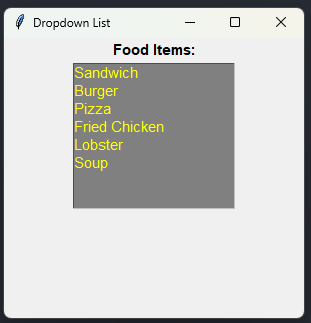 Dropdown List
Food Items:
Sandwich
Burger
Pizza
Fried Chicken
Lobster
Soup